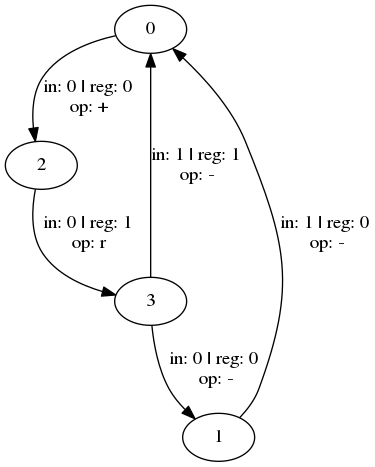 0
in: 0 | reg: 0
op: +
2
in: 1 | reg: 1
op: -
in: 0 | reg: 1
op: r
in: 1 | reg: 0
op: -
3
in: 0 | reg: 0
op: -
1